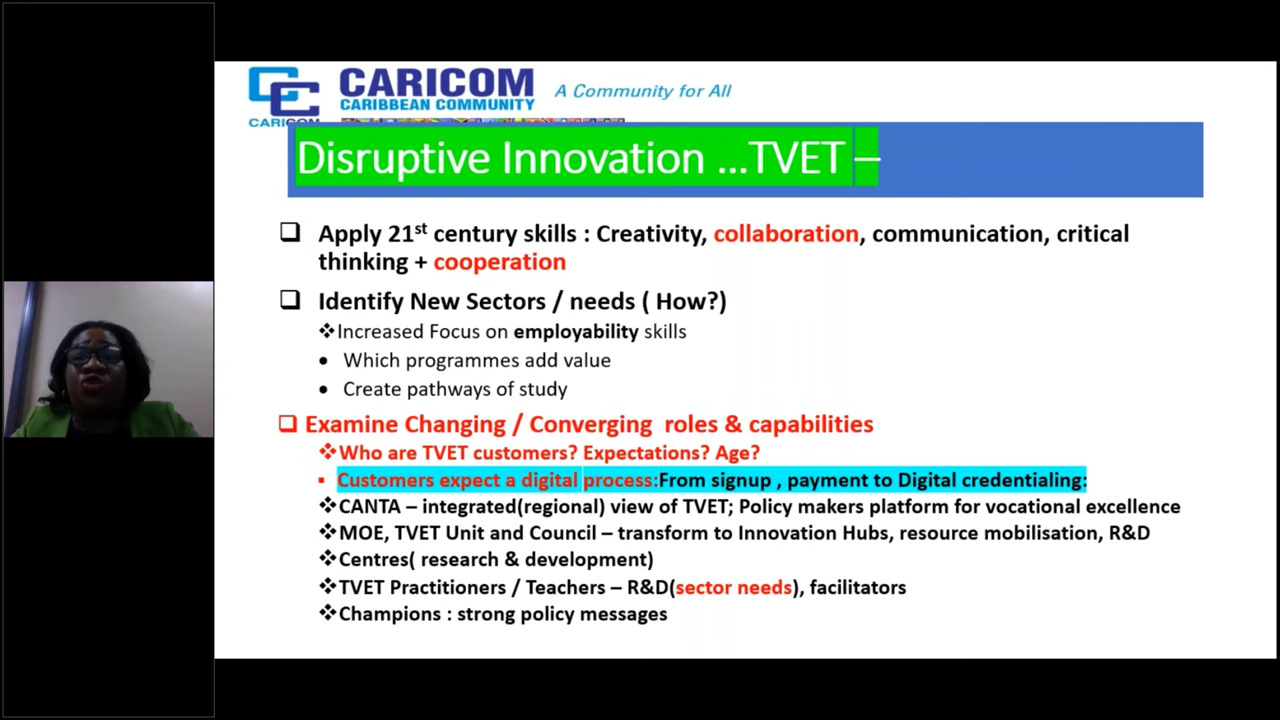 CARICOM
CARIBBEAN COMMUNITY
A Community for All
CARICOM
Disruptive Innovation ...TVET –
❑ Apply 21st century skills : Creativity, collaboration, communication, critical
thinking + cooperation
❑ Identify New Sectors / needs ( How?)
❖Increased Focus on employability skills
• Which programmes add value
• Create pathways of study
❑ Examine Changing / Converging roles & capabilities
❖Who are TVET customers? Expectations? Age?
▪ Customers expect a digital process:From signup , payment to Digital credentialing:
❖CANTA – integrated(regional) view of TVET; Policy makers platform for vocational excellence
❖MOE, TVET Unit and Council – transform to Innovation Hubs, resource mobilisation, R&D
❖Centres( research & development)
❖TVET Practitioners / Teachers – R&D(sector needs), facilitators
❖Champions : strong policy messages